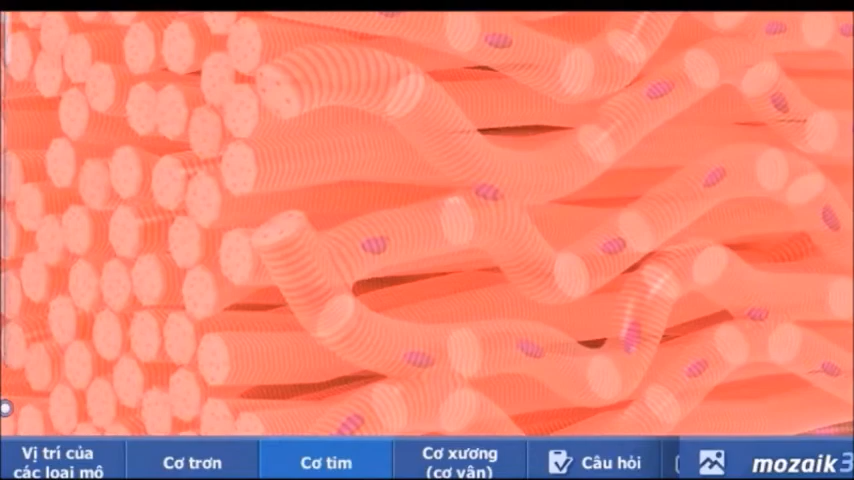 Vị trí của
các loại mô
Cơ trơn
Cơ tim
Cơ xương
(cơ vân)
Câu hỏi
mozaik3